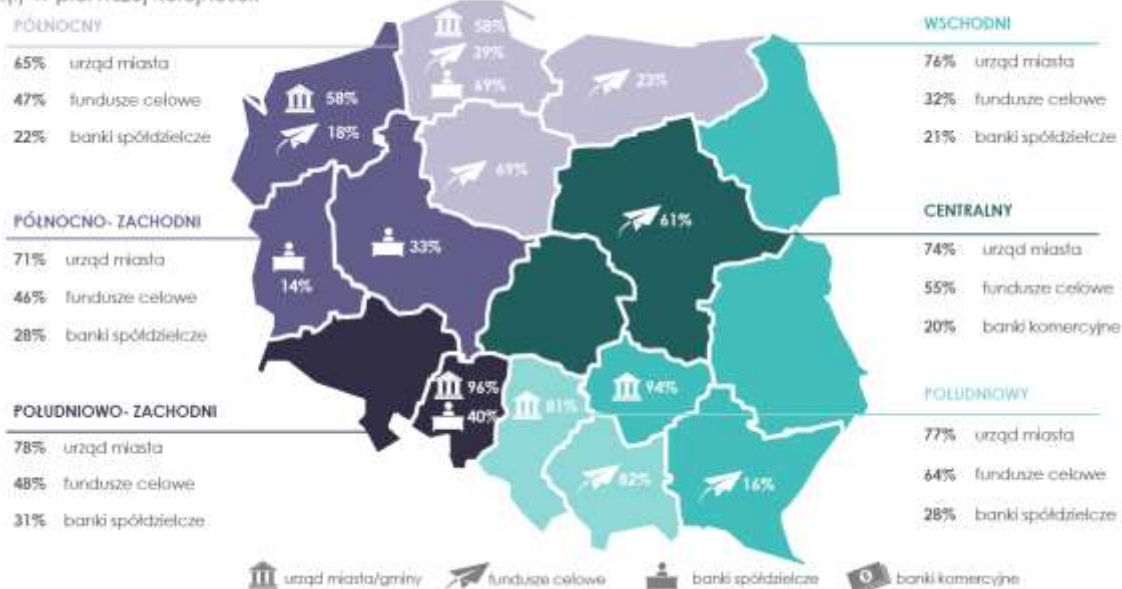 w pierwszej kolejności
PÓŁNOCNY
65% urząd miasta
47% fundusze celowe
22% banki spółdzielcze
PÓŁNOCNO- ZACHODNI
71% urząd miasta
46% fundusze celowe
28% banki spółdzielcze
POŁUDNIOWO- ZACHODNI
78% urząd miasta
48% fundusze celowe
31% banki spółdzielcze
58%
39%
69%
23%
58%
18%
69%
61%
33%
14%
96%
40%
81%
94%
82%
16%
WSCHODNI
76% urząd miasta
32% fundusze celowe
21% banki spółdzielcze
CENTRALNY
74% urząd miasta
55% fundusze celowe
20% banki komercyjne
POŁUDNIOWY
77% urząd miasta
64% fundusze celowe
28% banki spółdzielcze
urząd miasta/gminy fundusze celowe banki spółdzielcze banki komercyjne